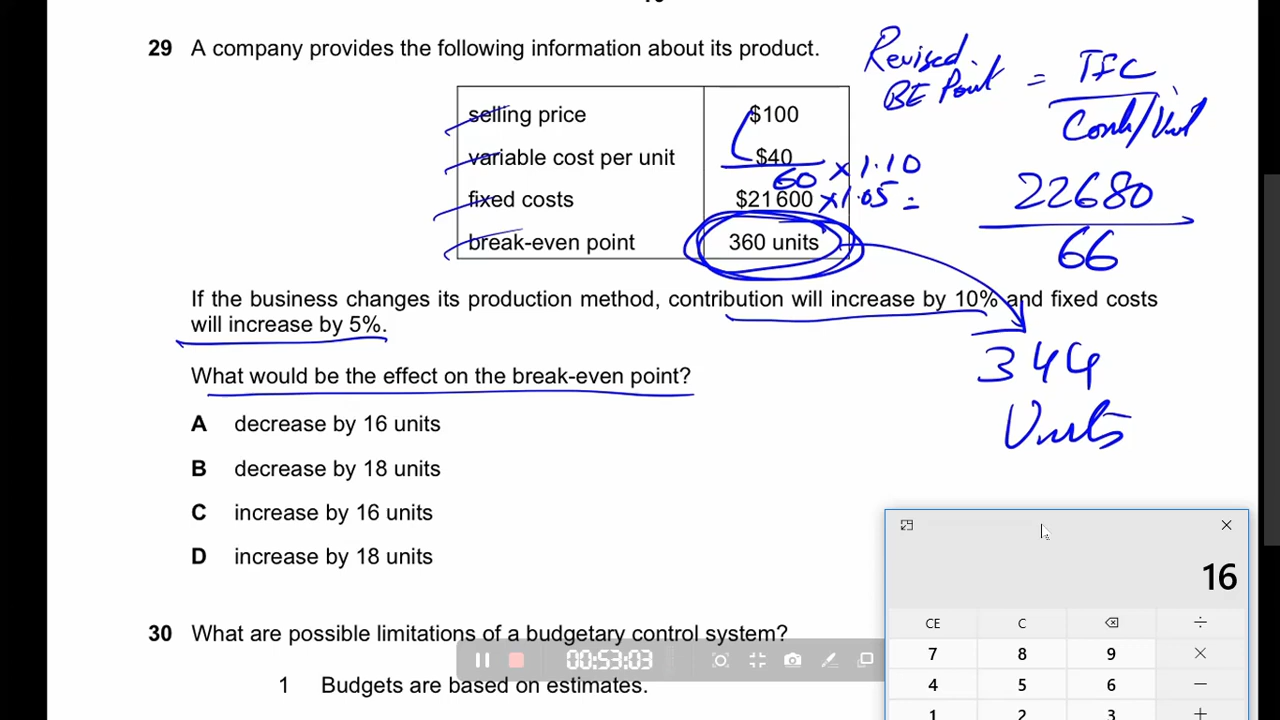 29 A company provides the following information about its product.
Revised
BE Point = TFC
Cont/Unit
selling price $100
variable cost per unit $40
60 × 1.10
fixed costs $21 600 × 1.05 =
22680
66
break-even point 360 units
If the business changes its production method, contribution will increase by 10% and fixed costs
will increase by 5%.
344
Units
What would be the effect on the break-even point?
A decrease by 16 units
B decrease by 18 units
C increase by 16 units
D increase by 18 units
16
CE C ⌫ ÷
7 8 9 ×
4 5 6 −
1 2 3 +
30 What are possible limitations of a budgetary control system?
00:53:03
1 Budgets are based on estimates.